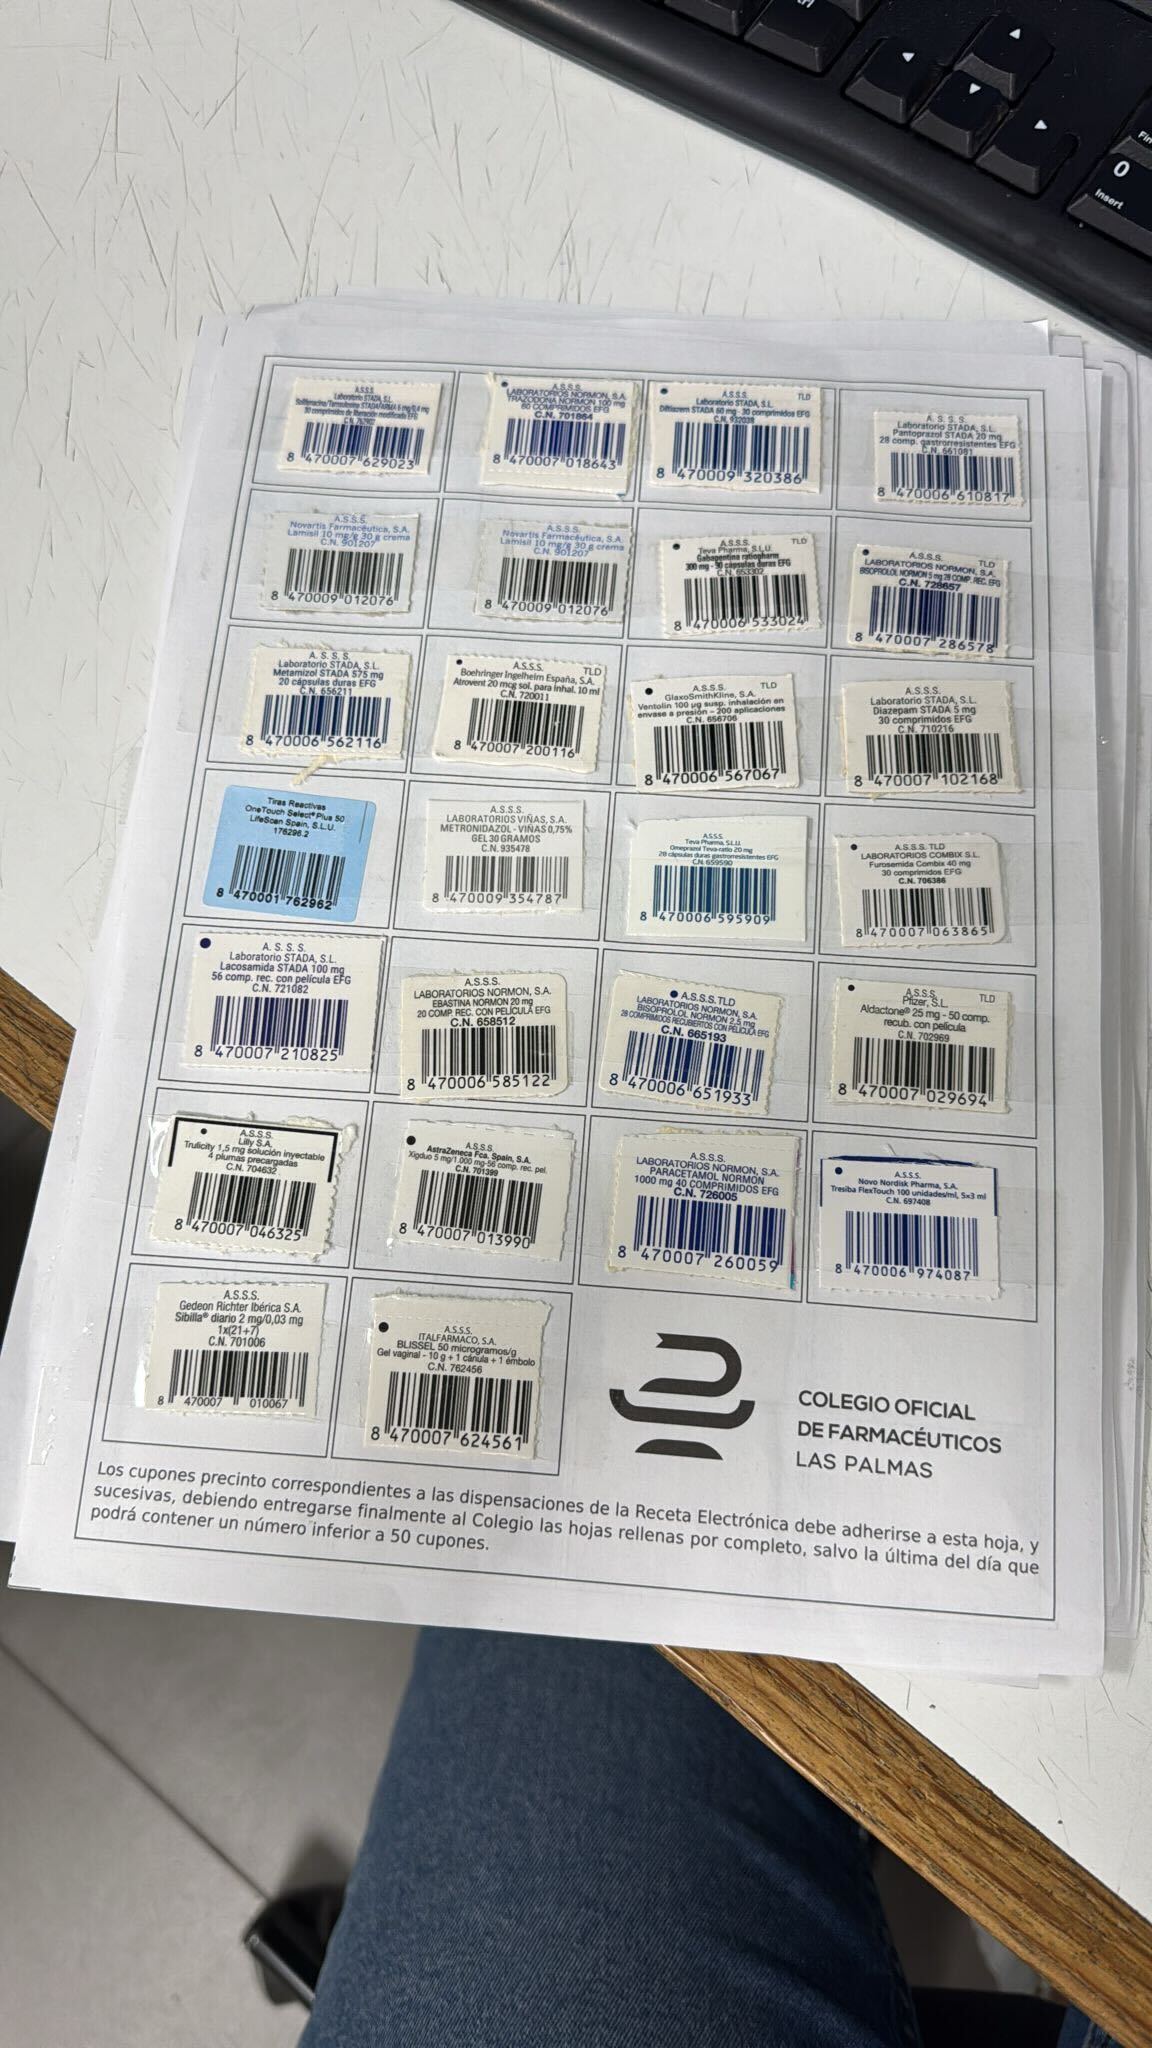 Fin
0
Insert
A.S.S.S.
Laboratorio STADA, S.L.
Solifenacina/Tamsulosina STADAFARMA 6 mg/0,4 mg
30 comprimidos de liberación modificada EFG
C.N. 762902
8 470007 629023
A.S.S.S.
LABORATORIOS NORMON, S.A.
TRAZODONA NORMON 100 mg
60 COMPRIMIDOS EFG
C.N. 701864
8 470007 018643
A.S.S.S. TLD
Laboratorio STADA, S.L.
Diltiazem STADA 60 mg - 30 comprimidos EFG
C.N. 932038
8 470009 320386
A. S. S. S.
Laboratorio STADA, S.L.
Pantoprazol STADA 20 mg
28 comp. gastrorresistentes EFG
C.N. 661081
8 470006 610817
A.S.S.S.
Novartis Farmacéutica, S.A.
Lamisil 10 mg/g 30 g crema
C.N. 901207
8 470009 012076
A.S.S.S.
Novartis Farmacéutica, S.A.
Lamisil 10 mg/g 30 g crema
C.N. 901207
8 470009 012076
A.S.S.S. TLD
Teva Pharma, S.L.U.
Gabapentina ratiopharm
300 mg - 90 cápsulas duras EFG
C.N. 653302
8 470006 533024
A.S.S.S. TLD
LABORATORIOS NORMON, S.A.
BISOPROLOL NORMON 5 mg 28 COMP. REC. EFG
C.N. 728657
8 470007 286578
A. S. S. S.
Laboratorio STADA, S.L.
Metamizol STADA 575 mg
20 cápsulas duras EFG
C.N. 656211
8 470006 562116
A.S.S.S. TLD
Boehringer Ingelheim España, S.A.
Atrovent 20 mcg sol. para inhal. 10 ml
C.N. 720011
8 470007 200116
A.S.S.S. TLD
GlaxoSmithKline, S.A.
Ventolin 100 µg susp. inhalación en
envase a presión – 200 aplicaciones
C.N. 656706
8 470006 567067
A.S.S.S.
Laboratorio STADA, S.L.
Diazepam STADA 5 mg
30 comprimidos EFG
C.N. 710216
8 470007 102168
Tiras Reactivas
OneTouch Select® Plus 50
LifeScan Spain, S.L.U.
176296.2
8 470001 762962
A.S.S.S.
LABORATORIOS VIÑAS, S.A.
METRONIDAZOL - VIÑAS 0,75%
GEL 30 GRAMOS
C.N. 935478
8 470009 354787
A.S.S.S.
Teva Pharma, S.L.U.
Omeprazol Teva-ratio 20 mg
28 cápsulas duras gastrorresistentes EFG
C.N. 659590
8 470006 595909
A.S.S.S. TLD
LABORATORIOS COMBIX S.L.
Furosemida Combix 40 mg
30 comprimidos EFG
C.N. 706386
8 470007 063865
A. S. S. S.
Laboratorio STADA, S.L.
Lacosamida STADA 100 mg
56 comp. rec. con película EFG
C.N. 721082
8 470007 210825
A.S.S.S.
LABORATORIOS NORMON, S.A.
EBASTINA NORMON 20 mg
20 COMP. REC. CON PELÍCULA EFG
C.N. 658512
8 470006 585122
A.S.S.S. TLD
LABORATORIOS NORMON, S.A.
BISOPROLOL NORMON 2,5 mg
28 COMPRIMIDOS RECUBIERTOS CON PELICULA EFG
C.N. 665193
8 470006 651933
A.S.S.S. TLD
Pfizer, S.L.
Aldactone® 25 mg - 50 comp.
recub. con película
C.N. 702969
8 470007 029694
A.S.S.S.
Lilly S.A.
Trulicity 1,5 mg solución inyectable
4 plumas precargadas
C.N. 704632
8 470007 046325
A.S.S.S.
AstraZeneca Fca. Spain, S.A.
Xigduo 5 mg/1.000 mg-56 comp. rec. pel.
C.N. 701399
8 470007 013990
A.S.S.S.
LABORATORIOS NORMON, S.A.
PARACETAMOL NORMON
1000 mg 40 COMPRIMIDOS EFG
C.N. 726005
8 470007 260059
A.S.S.S.
Novo Nordisk Pharma, S.A.
Tresiba FlexTouch 100 unidades/ml, 5×3 ml
C.N. 697408
8 470006 974087
A.S.S.S.
Gedeon Richter Ibérica S.A.
Sibilla® diario 2 mg/0,03 mg
1x(21+7)
C.N. 701006
8 470007 010067
A.S.S.S.
ITALFARMACO, S.A.
BLISSEL 50 microgramos/g
Gel vaginal - 10 g + 1 cánula + 1 émbolo
C.N. 762456
8 470007 624561
COLEGIO OFICIAL
DE FARMACÉUTICOS
LAS PALMAS
Los cupones precinto correspondientes a las dispensaciones de la Receta Electrónica debe adherirse a esta hoja, y
sucesivas, debiendo entregarse finalmente al Colegio las hojas rellenas por completo, salvo la última del día que
podrá contener un número inferior a 50 cupones.